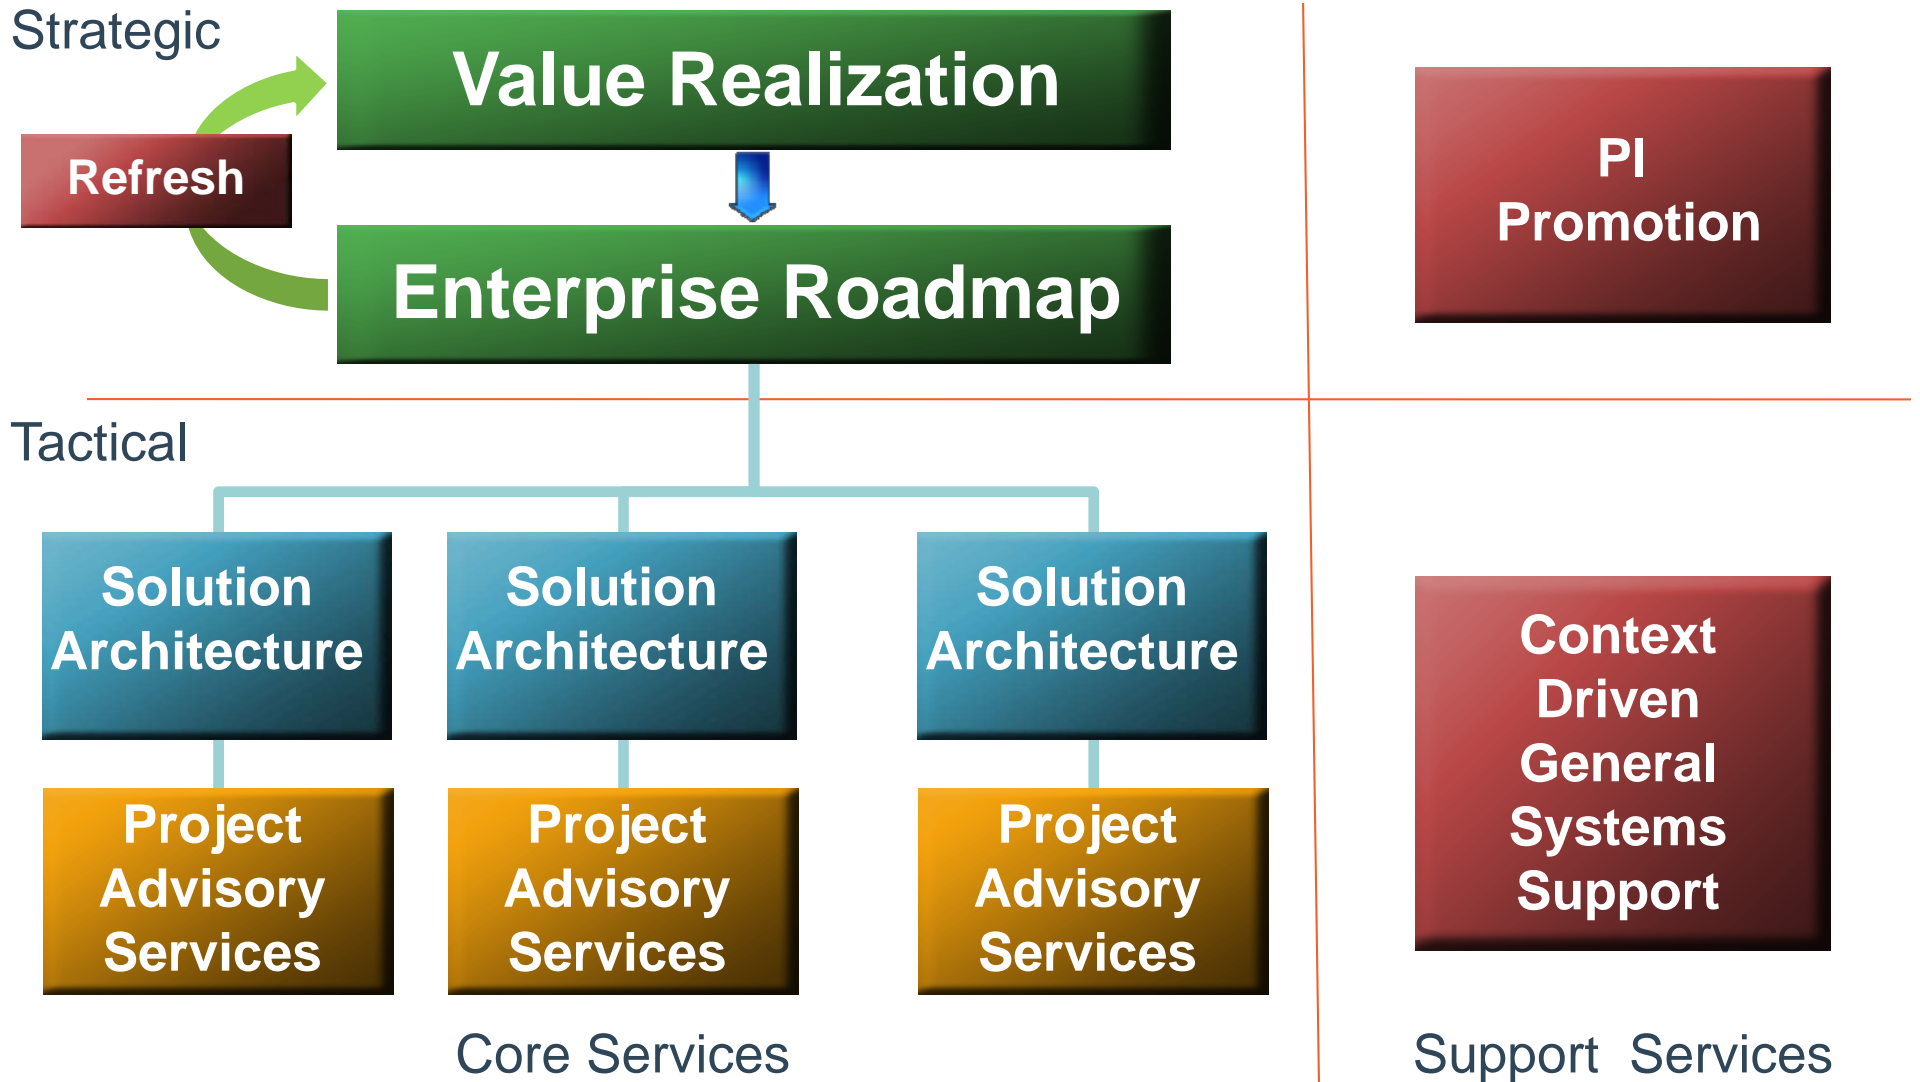 Strategic
Value Realization
Refresh
Enterprise Roadmap
PI
Promotion
Tactical
Solution
Architecture
Solution
Architecture
Solution
Architecture
Project
Advisory
Services
Project
Advisory
Services
Project
Advisory
Services
Context
Driven
General
Systems
Support
Core Services
Support Services